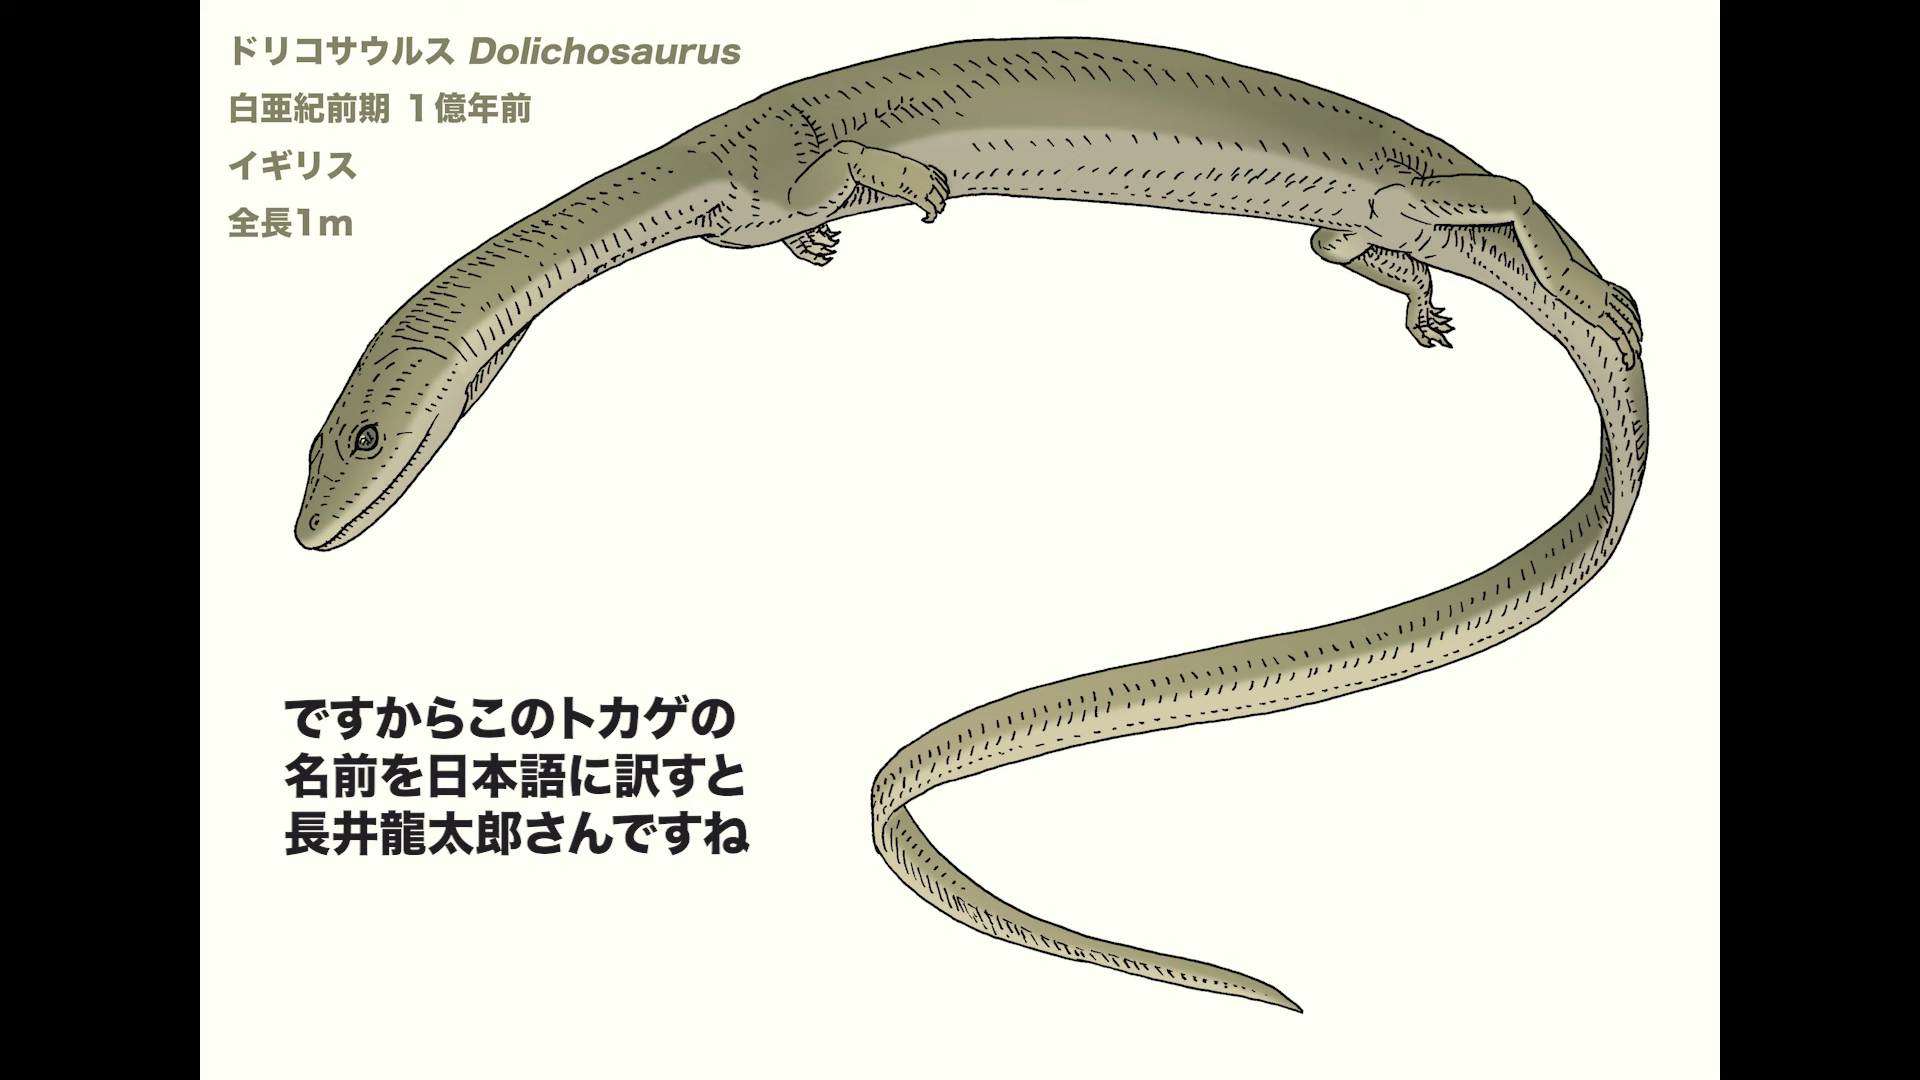 ドリコサウルス Dolichosaurus
白亜紀前期 1億年前
イギリス
全長1m
ですからこのトカゲの
名前を日本語に訳すと
長井龍太郎さんですね